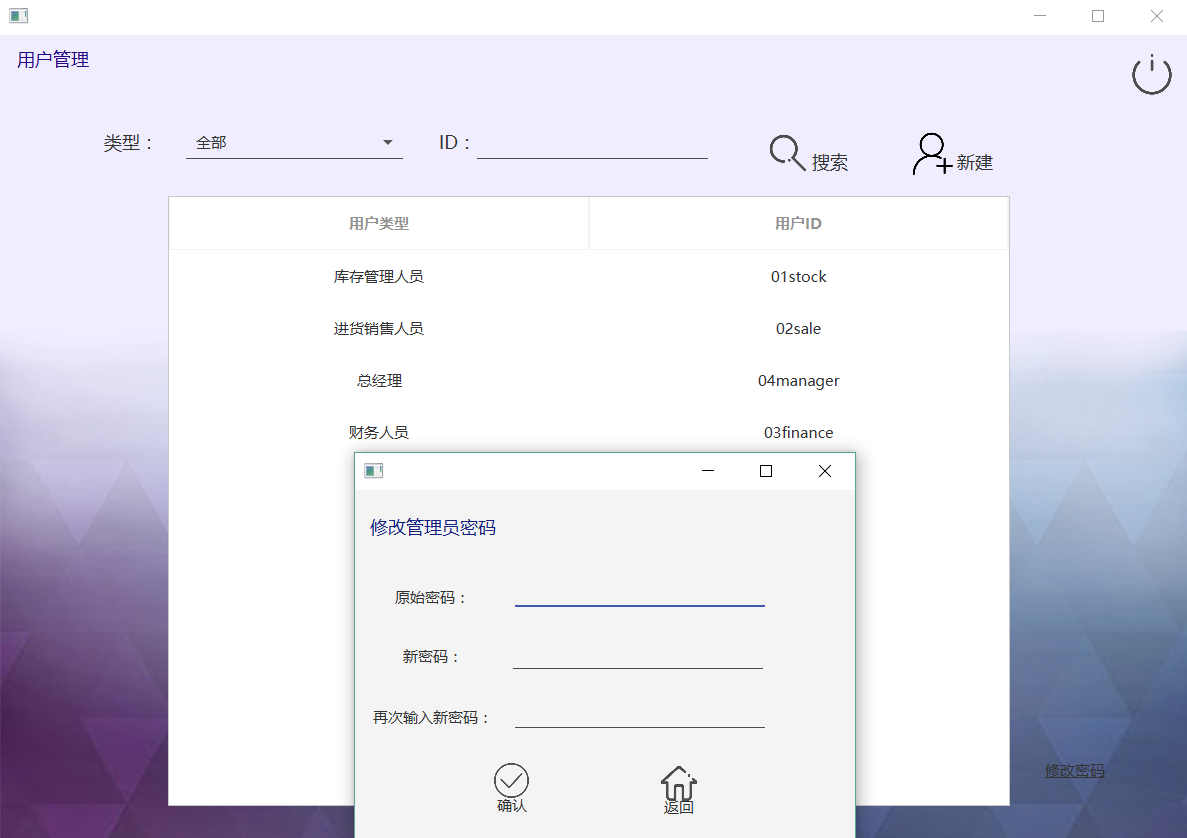 用户管理
类型： 全部 ID： 搜索 新建
用户类型 用户ID
库存管理人员 01stock
进货销售人员 02sale
总经理 04manager
财务人员 03finance
修改管理员密码
原始密码：
新密码：
再次输入新密码：
确认 返回
修改密码